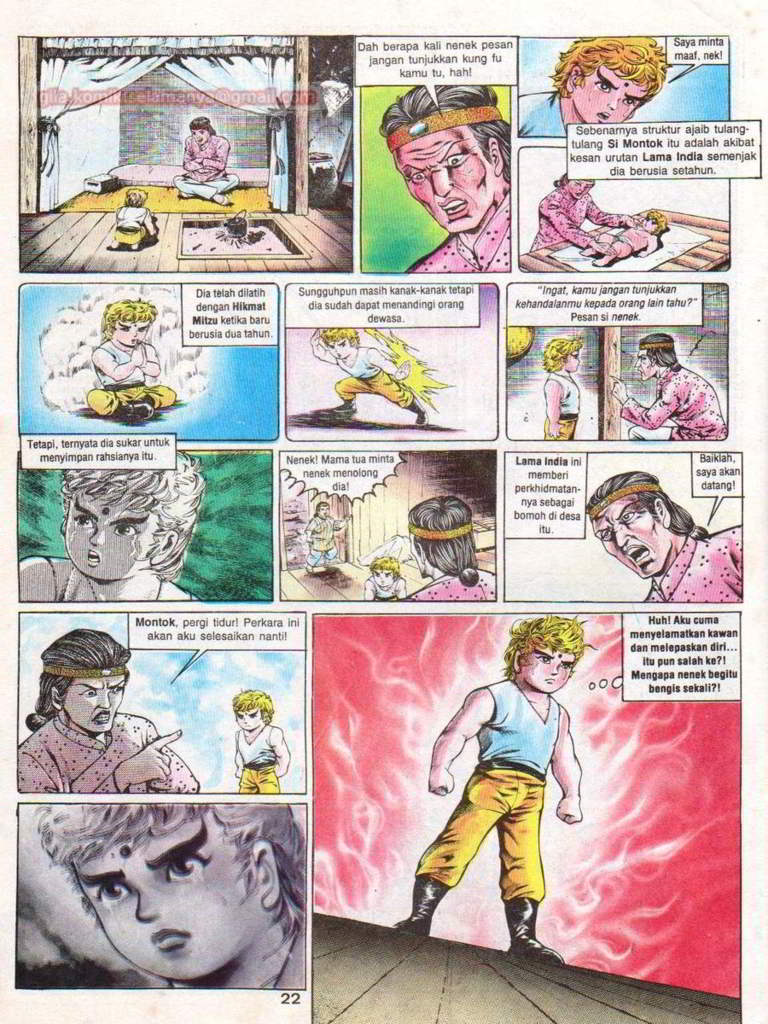 glia.komikselamanya@gmail.com
Dah berapa kali nenek pesan
jangan tunjukkan kung fu
kamu tu, hah!
Saya minta
maaf, nek!
Sebenarnya struktur ajaib tulang-
tulang Si Montok itu adalah akibat
kesan urutan Lama India semenjak
dia berusia setahun.
Dia telah dilatih
dengan Hikmat
Mitzu ketika baru
berusia dua tahun.
Sungguhpun masih kanak-kanak tetapi
dia sudah dapat menandingi orang
dewasa.
"Ingat, kamu jangan tunjukkan
kehandalanmu kepada orang lain tahu?"
Pesan si nenek.
Tetapi, ternyata dia sukar untuk
menyimpan rahsianya itu.
Nenek! Mama tua minta
nenek menolong
dia!
Lama India ini
memberi
perkhidmatan-
nya sebagai
bomoh di desa
itu.
Baiklah,
saya akan
datang!
Montok, pergi tidur! Perkara ini
akan aku selesaikan nanti!
Huh! Aku cuma
menyelamatkan kawan
dan melepaskan diri...
itu pun salah ke?!
Mengapa nenek begitu
bengis sekali?!
22